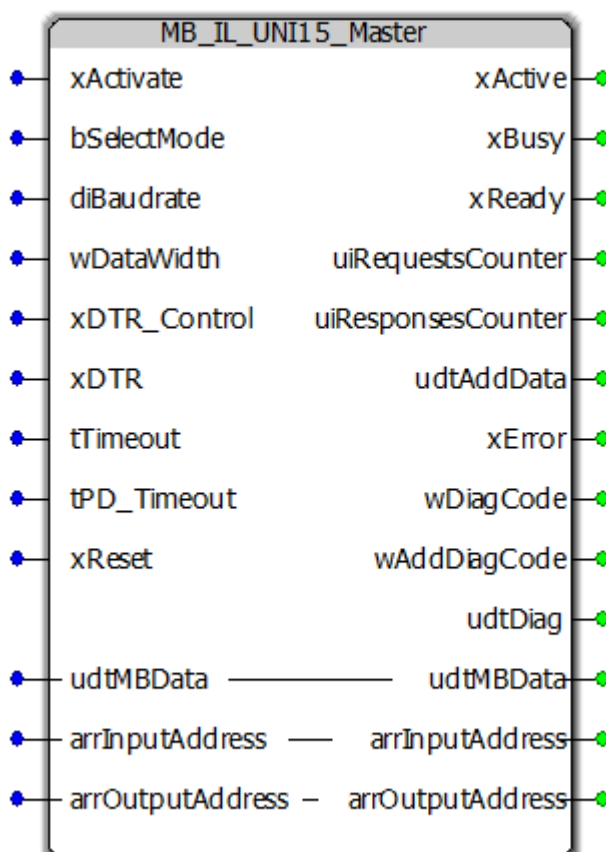 MB_IL_UNI15_Master
xActivate xActive
bSelectMode xBusy
diBaudrate xReady
wDataWidth uiRequestsCounter
xDTR_Control uiResponsesCounter
xDTR udtAddData
tTimeout xError
tPD_Timeout wDiagCode
xReset wAddDiagCode
udtDiag
udtMBData udtMBData
arrInputAddress arrInputAddress
arrOutputAddress arrOutputAddress